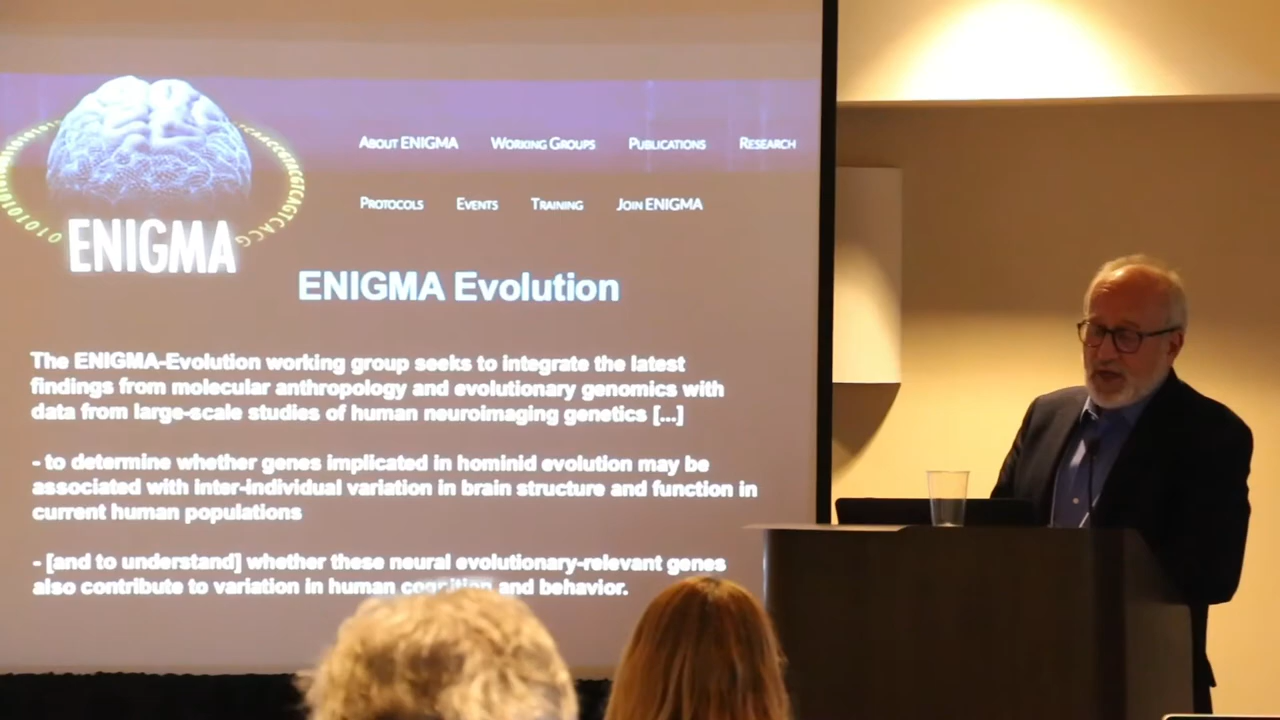 About ENIGMA Working Groups Publications Research
Protocols Events Training Join ENIGMA
ENIGMA
ENIGMA Evolution
The ENIGMA-Evolution working group seeks to integrate the latest
findings from molecular anthropology and evolutionary genomics with
data from large-scale studies of human neuroimaging genetics [...]
- to determine whether genes implicated in hominid evolution may be
associated with inter-individual variation in brain structure and function in
current human populations
- [and to understand] whether these neural evolutionary-relevant genes
also contribute to variation in human cognition and behavior.